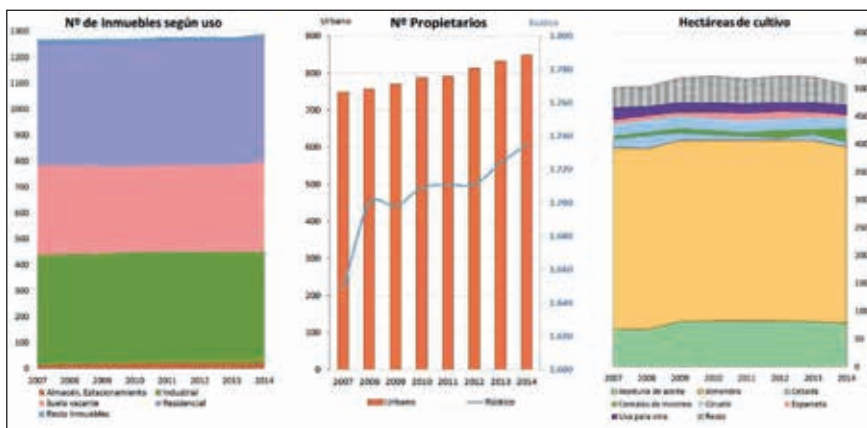 Nº de Inmuebles según uso
1300
1200
1100
1000
900
800
700
600
500
400
300
200
100
0
2007 2008 2009 2010 2011 2012 2013 2014
Almacén, Estacionamiento
Industrial
Suelo vacante
Residencial
Resto Inmuebles
Nº Propietarios
Urbano
Rústico
900
800
700
600
500
400
300
200
100
0
1.800
1.780
1.760
1.740
1.720
1.700
1.680
1.660
1.640
1.620
1.600
2007 2008 2009 2010 2011 2012 2013 2014
Urbano
Rústico
Hectáreas de cultivo
600
550
500
450
400
350
300
250
200
150
100
50
0
2007 2008 2009 2010 2011 2012 2013 2014
Aceituna de aceite
Almendra
Cebada
Cereales de invierno
Ciruelo
Esparceta
Uva para vino
Resto